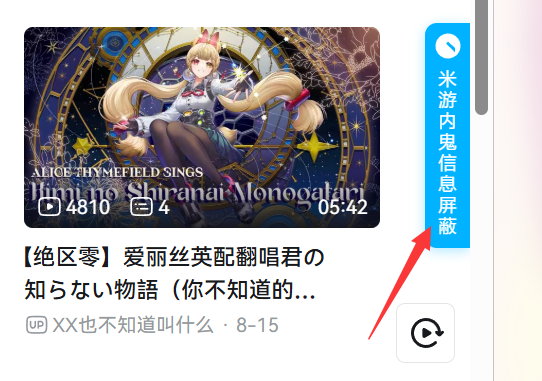 ALICE THYMEFIELD SINGS
Kimi no Shiranai Monogatari
4810
4
05:42
【绝区零】爱丽丝英配翻唱君の
知らない物語（你不知道的...
UP XX也不知道叫什么 · 8-15
米游内鬼信息屏蔽